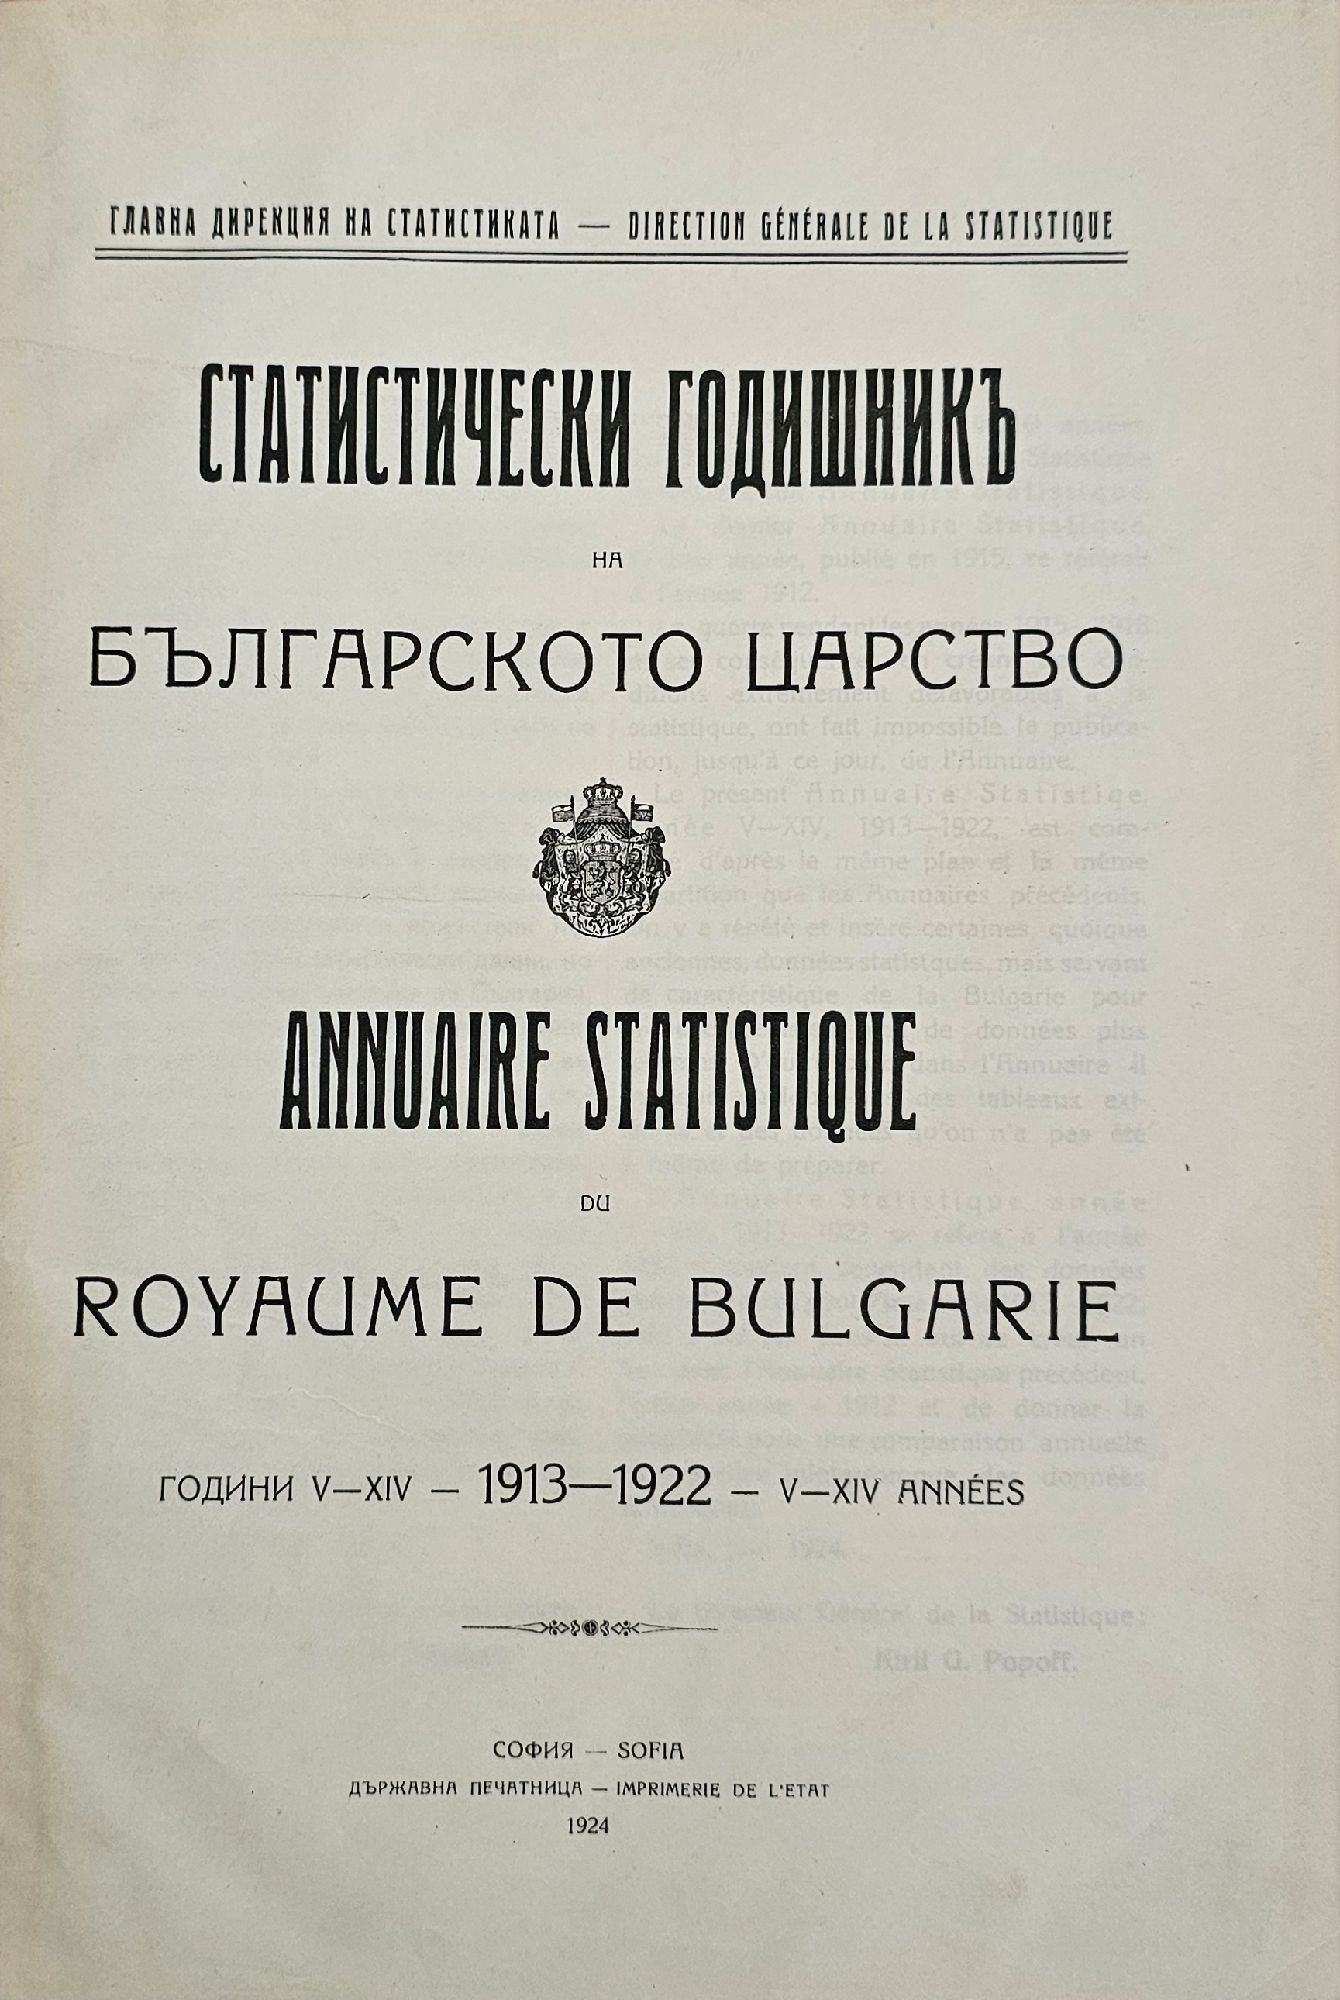 ГЛАВНА ДИРЕКЦИЯ НА СТАТИСТИКАТА — DIRECTION GÉNÉRALE DE LA STATISTIQUE
СТАТИСТИЧЕСКИ ГОДИШНИКЪ
НА
БЪЛГАРСКОТО ЦАРСТВО
ANNUAIRE STATISTIQUE
DU
ROYAUME DE BULGARIE
ГОДИНИ V—XIV — 1913—1922 — V—XIV ANNÉES
СОФИЯ — SOFIA
ДЪРЖАВНА ПЕЧАТНИЦА — IMPRIMERIE DE L'ETAT
1924